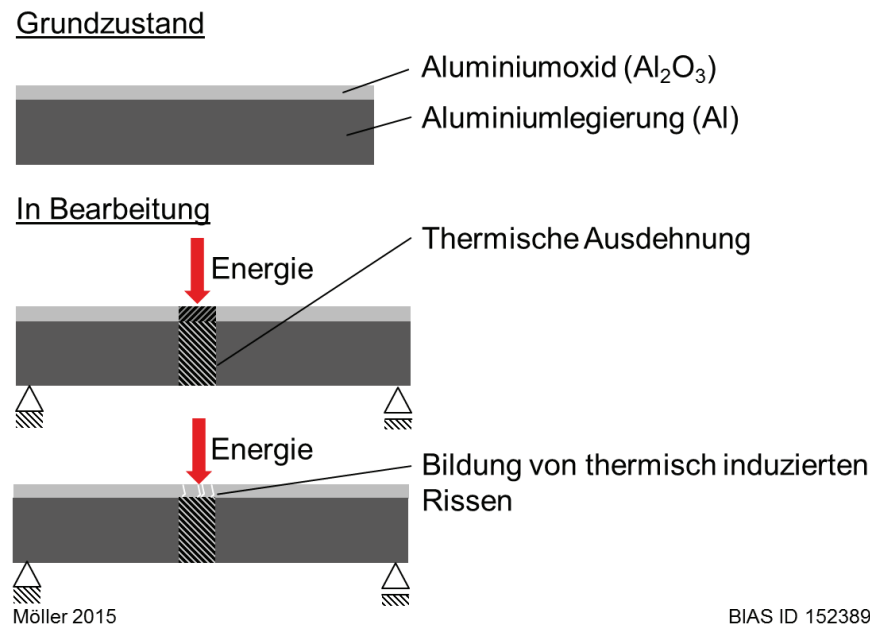 Grundzustand
Aluminiumoxid (Al₂O₃)
Aluminiumlegierung (Al)
In Bearbeitung
Thermische Ausdehnung
Energie
Energie
Bildung von thermisch induzierten
Rissen
Möller 2015
BIAS ID 152389